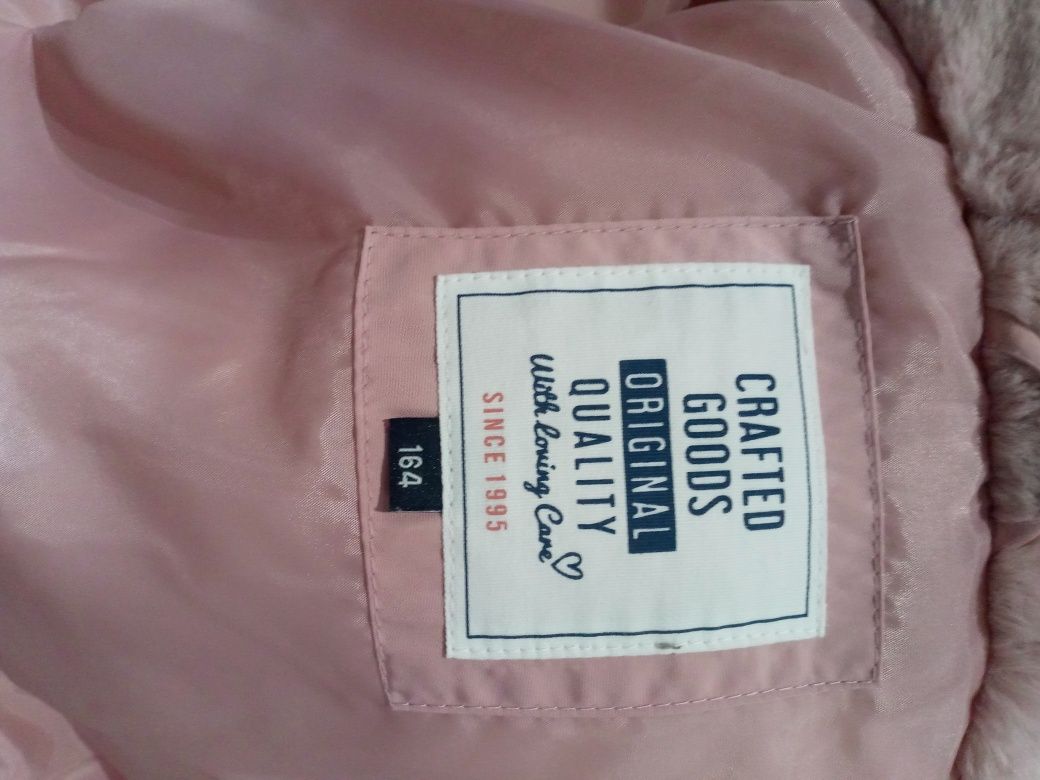 CRAFTED
GOODS
ORIGINAL
QUALITY
With Loving Care
SINCE 1995
164